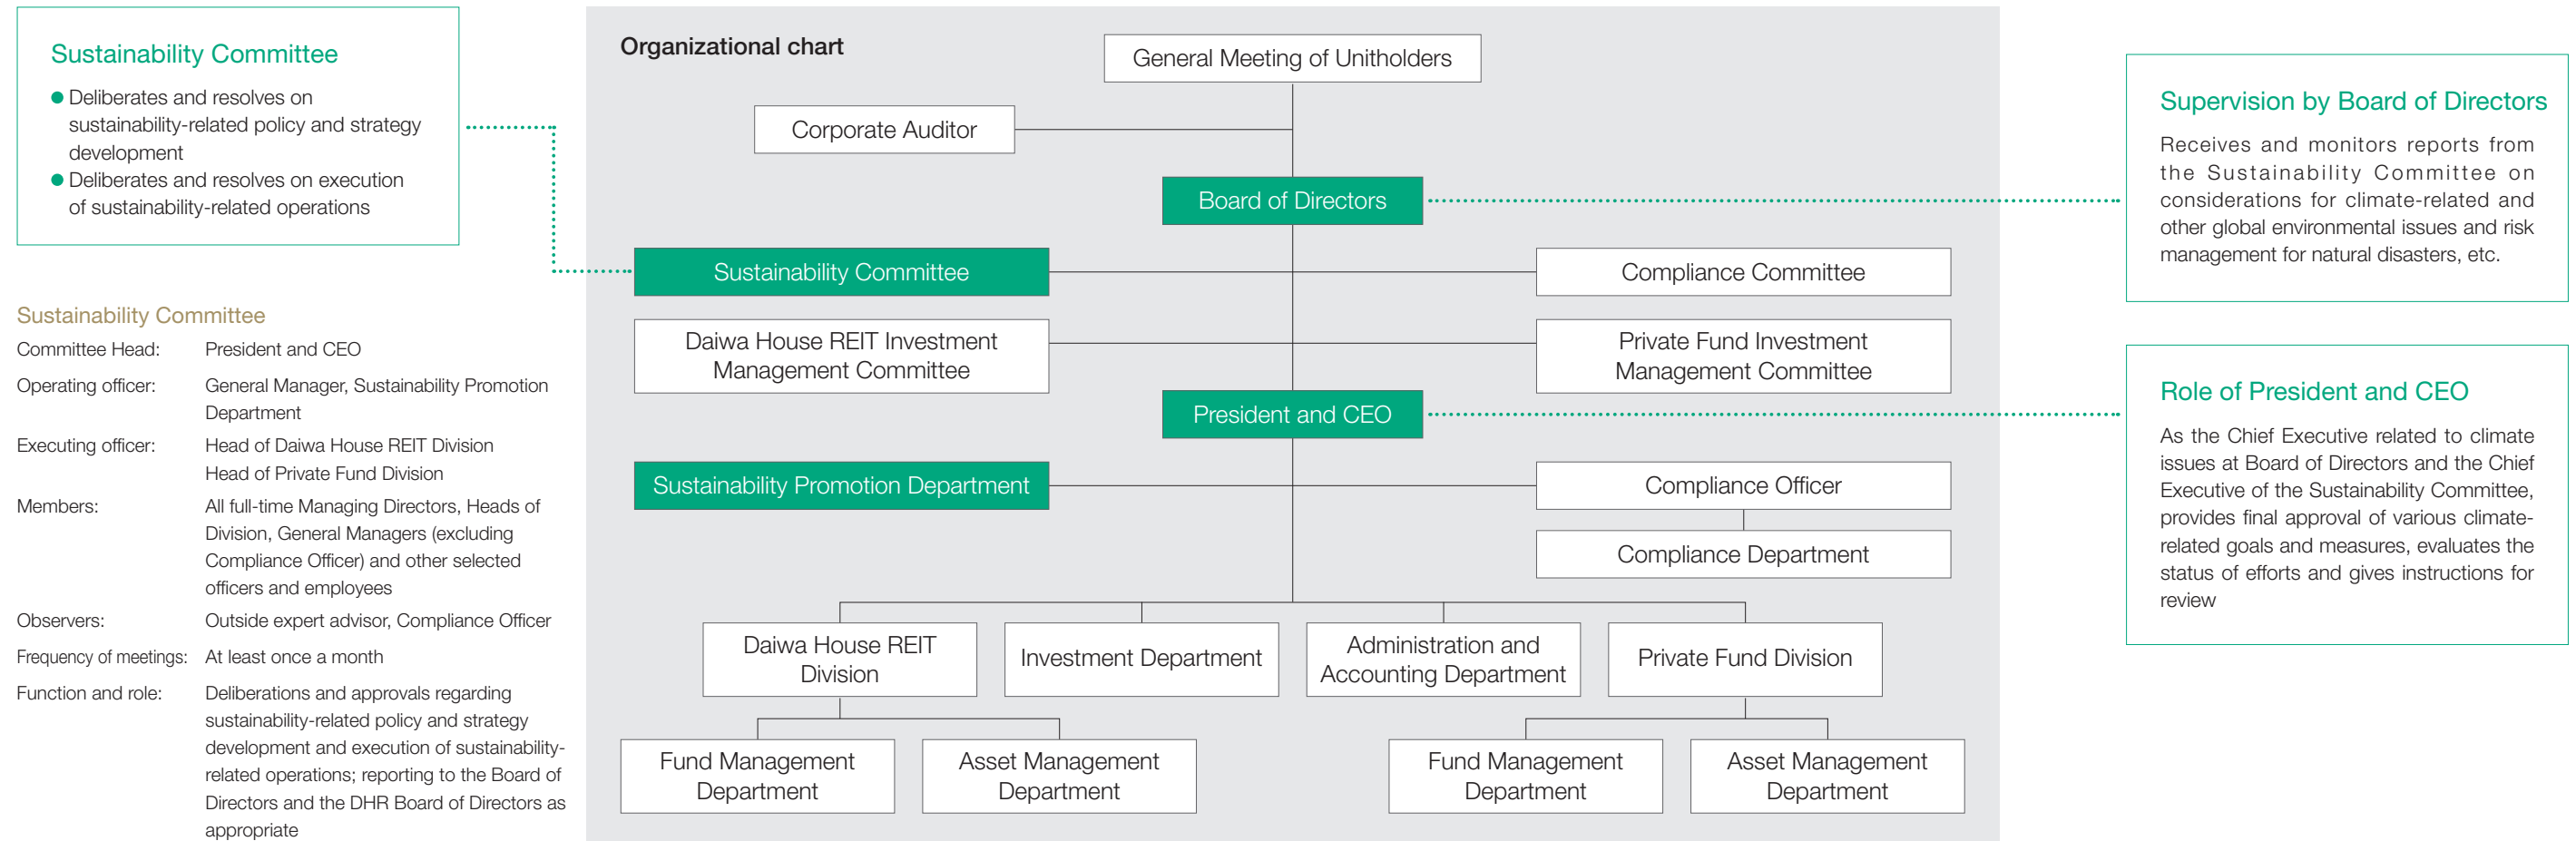 Sustainability Committee
● Deliberates and resolves on
sustainability-related policy and strategy
development
● Deliberates and resolves on execution
of sustainability-related operations
Sustainability Committee
Committee Head: President and CEO
Operating officer: General Manager, Sustainability Promotion
Department
Executing officer: Head of Daiwa House REIT Division
Head of Private Fund Division
Members: All full-time Managing Directors, Heads of
Division, General Managers (excluding
Compliance Officer) and other selected
officers and employees
Observers: Outside expert advisor, Compliance Officer
Frequency of meetings: At least once a month
Function and role: Deliberations and approvals regarding
sustainability-related policy and strategy
development and execution of sustainability-
related operations; reporting to the Board of
Directors and the DHR Board of Directors as
appropriate
Organizational chart
General Meeting of Unitholders
Corporate Auditor
Board of Directors
Sustainability Committee
Compliance Committee
Daiwa House REIT Investment
Management Committee
Private Fund Investment
Management Committee
President and CEO
Sustainability Promotion Department
Compliance Officer
Compliance Department
Daiwa House REIT
Division
Investment Department
Administration and
Accounting Department
Private Fund Division
Fund Management
Department
Asset Management
Department
Fund Management
Department
Asset Management
Department
Supervision by Board of Directors
Receives and monitors reports from
the Sustainability Committee on
considerations for climate-related and
other global environmental issues and risk
management for natural disasters, etc.
Role of President and CEO
As the Chief Executive related to climate
issues at Board of Directors and the Chief
Executive of the Sustainability Committee,
provides final approval of various climate-
related goals and measures, evaluates the
status of efforts and gives instructions for
review